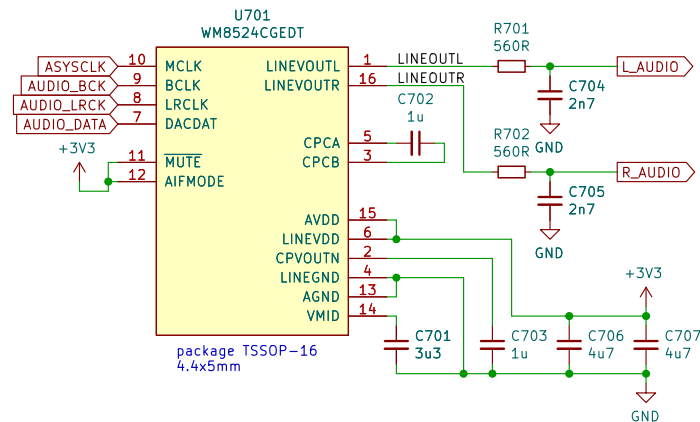 U701
WM8524CGEDT
ASYSCLK
10
MCLK
AUDIO_BCK
9
BCLK
AUDIO_LRCK
8
LRCLK
AUDIO_DATA
7
DACDAT
+3V3
11
MUTE
12
AIFMODE
LINEVOUTL
1
LINEOUTL
LINEVOUTR
16
LINEOUTR
C702
1u
CPCA
5
CPCB
3
AVDD
15
LINEVDD
6
CPVOUTN
2
LINEGND
4
AGND
13
VMID
14
R701
560R
L_AUDIO
C704
2n7
GND
R702
560R
R_AUDIO
C705
2n7
GND
+3V3
C701
3u3
C703
1u
C706
4u7
C707
4u7
GND
package TSSOP-16
4.4x5mm